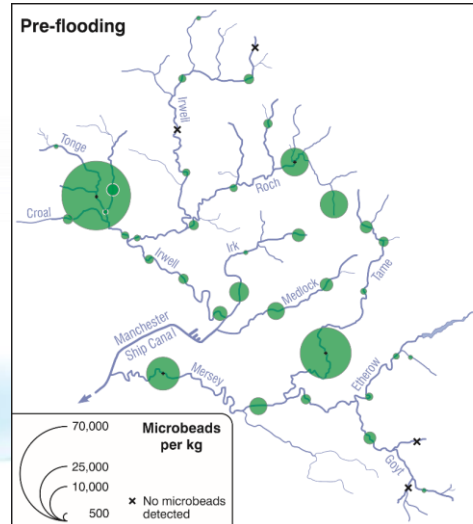 Pre-flooding
Irwell
Tonge
Roch
Croal
Irk
Irwell
Medlock
Tame
Manchester
Ship Canal
Mersey
Etherow
Goyt
70,000
Microbeads
per kg
25,000
10,000
500
× No microbeads
detected